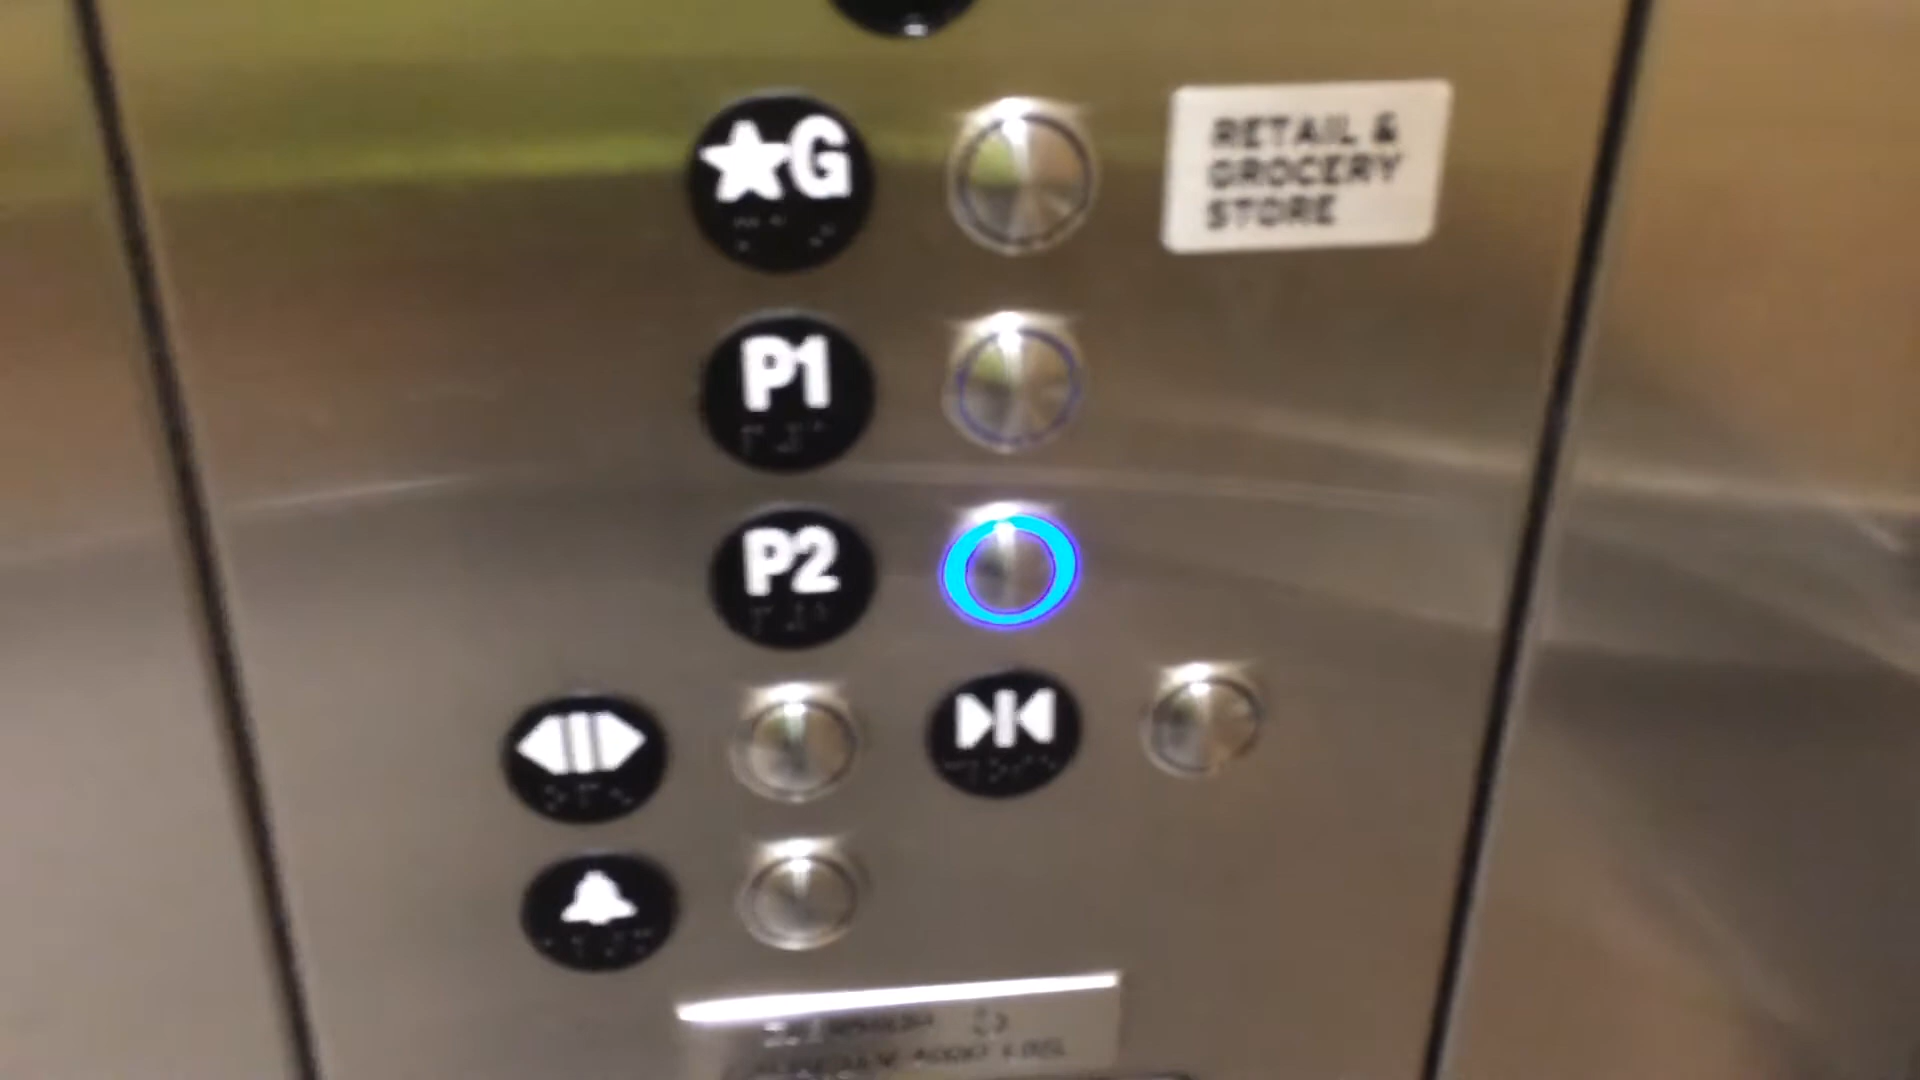 ★G
RETAIL &
GROCERY
STORE
P1
P2